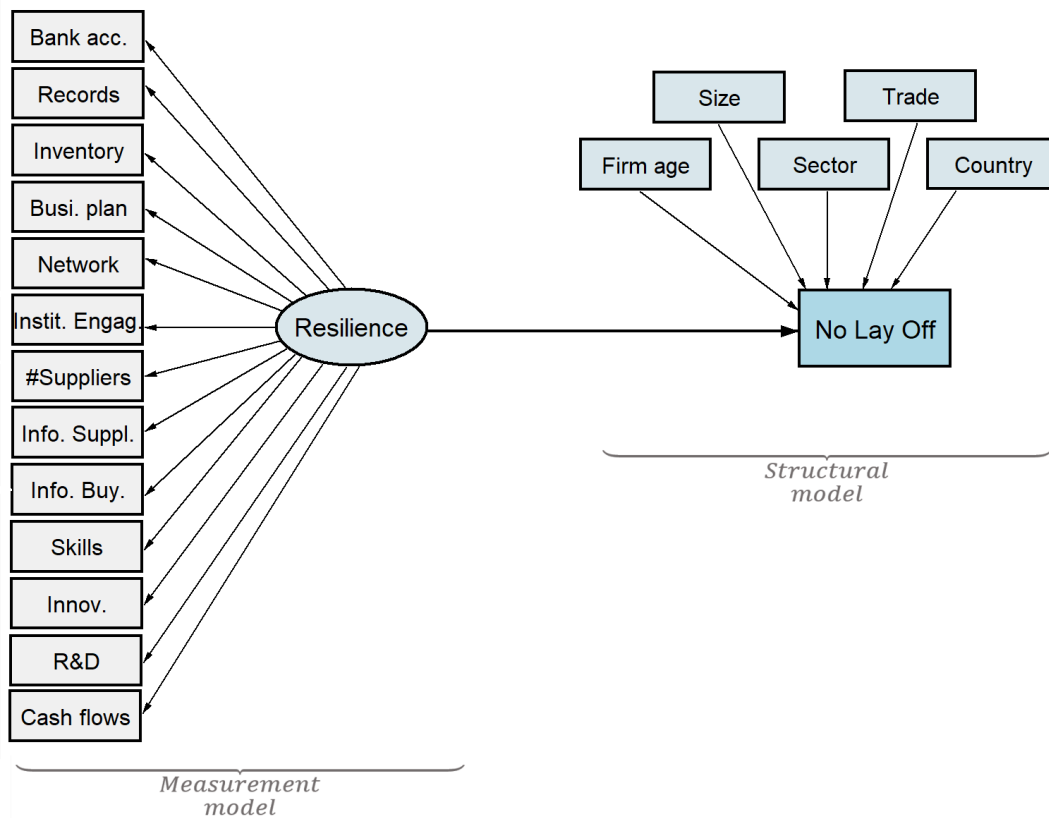 Bank acc.
Records
Inventory
Busi. plan
Network
Instit. Engag.
#Suppliers
Info. Suppl.
Info. Buy.
Skills
Innov.
R&D
Cash flows
Measurement
model
Resilience
Size
Trade
Firm age
Sector
Country
No Lay Off
Structural
model